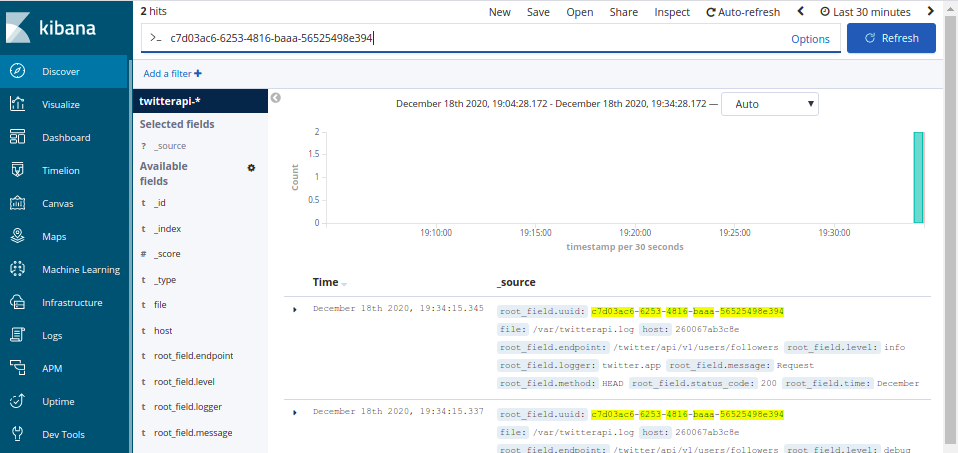 kibana
Discover
Visualize
Dashboard
Timelion
Canvas
Maps
Machine Learning
Infrastructure
Logs
APM
Uptime
Dev Tools
2 hits
New Save Open Share Inspect Auto-refresh Last 30 minutes
>_ c7d03ac6-6253-4816-baaa-56525498e394 Options Refresh
Add a filter +
twitterapi-*
Selected fields
? _source
Available
fields
t _id
t _index
# _score
t _type
t file
t host
t root_field.endpoint
t root_field.level
t root_field.logger
t root_field.message
December 18th 2020, 19:04:28.172 - December 18th 2020, 19:34:28.172 — Auto
Count
2
1.5
1
0.5
0
19:10:00 19:15:00 19:20:00 19:25:00 19:30:00
timestamp per 30 seconds
Time _source
December 18th 2020, 19:34:15.345 root_field.uuid: c7d03ac6-6253-4816-baaa-56525498e394
file: /var/twitterapi.log host: 260067ab3c8e
root_field.endpoint: /twitter/api/v1/users/followers root_field.level: info
root_field.logger: twitter.app root_field.message: Request
root_field.method: HEAD root_field.status_code: 200 root_field.time: December
December 18th 2020, 19:34:15.337 root_field.uuid: c7d03ac6-6253-4816-baaa-56525498e394
file: /var/twitterapi.log host: 260067ab3c8e
root_field.endpoint: /twitter/api/v1/users/followers root_field.level: debug